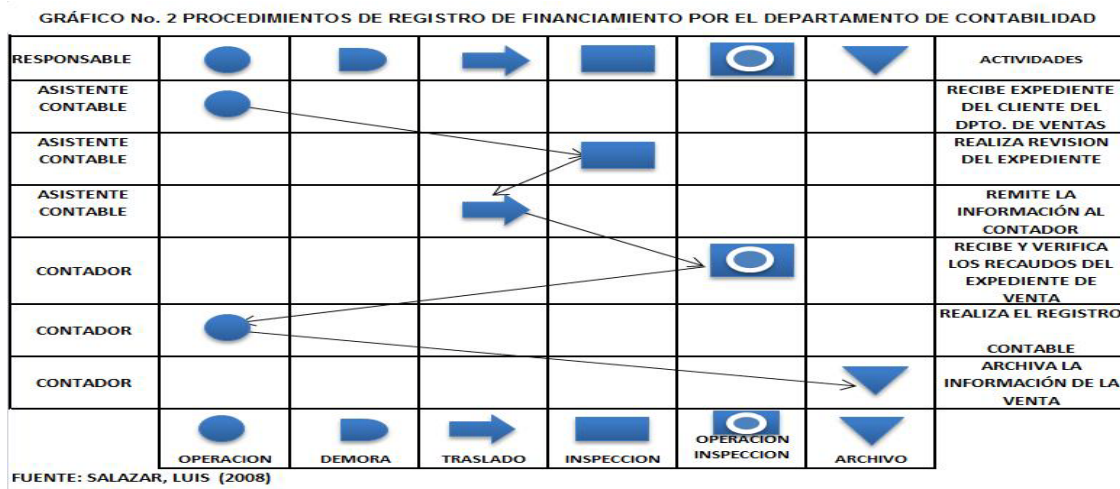 GRÁFICO No. 2 PROCEDIMIENTOS DE REGISTRO DE FINANCIAMIENTO POR EL DEPARTAMENTO DE CONTABILIDAD
RESPONSABLE
ACTIVIDADES
ASISTENTE
CONTABLE
RECIBE EXPEDIENTE
DEL CLIENTE DEL
DPTO. DE VENTAS
ASISTENTE
CONTABLE
REALIZA REVISION
DEL EXPEDIENTE
ASISTENTE
CONTABLE
REMITE LA
INFORMACIÓN AL
CONTADOR
CONTADOR
RECIBE Y VERIFICA
LOS RECAUDOS DEL
EXPEDIENTE DE
VENTA
CONTADOR
REALIZA EL REGISTRO
CONTABLE
CONTADOR
ARCHIVA LA
INFORMACIÓN DE LA
VENTA
OPERACION
DEMORA
TRASLADO
INSPECCION
OPERACION
INSPECCION
ARCHIVO
FUENTE: SALAZAR, LUIS (2008)